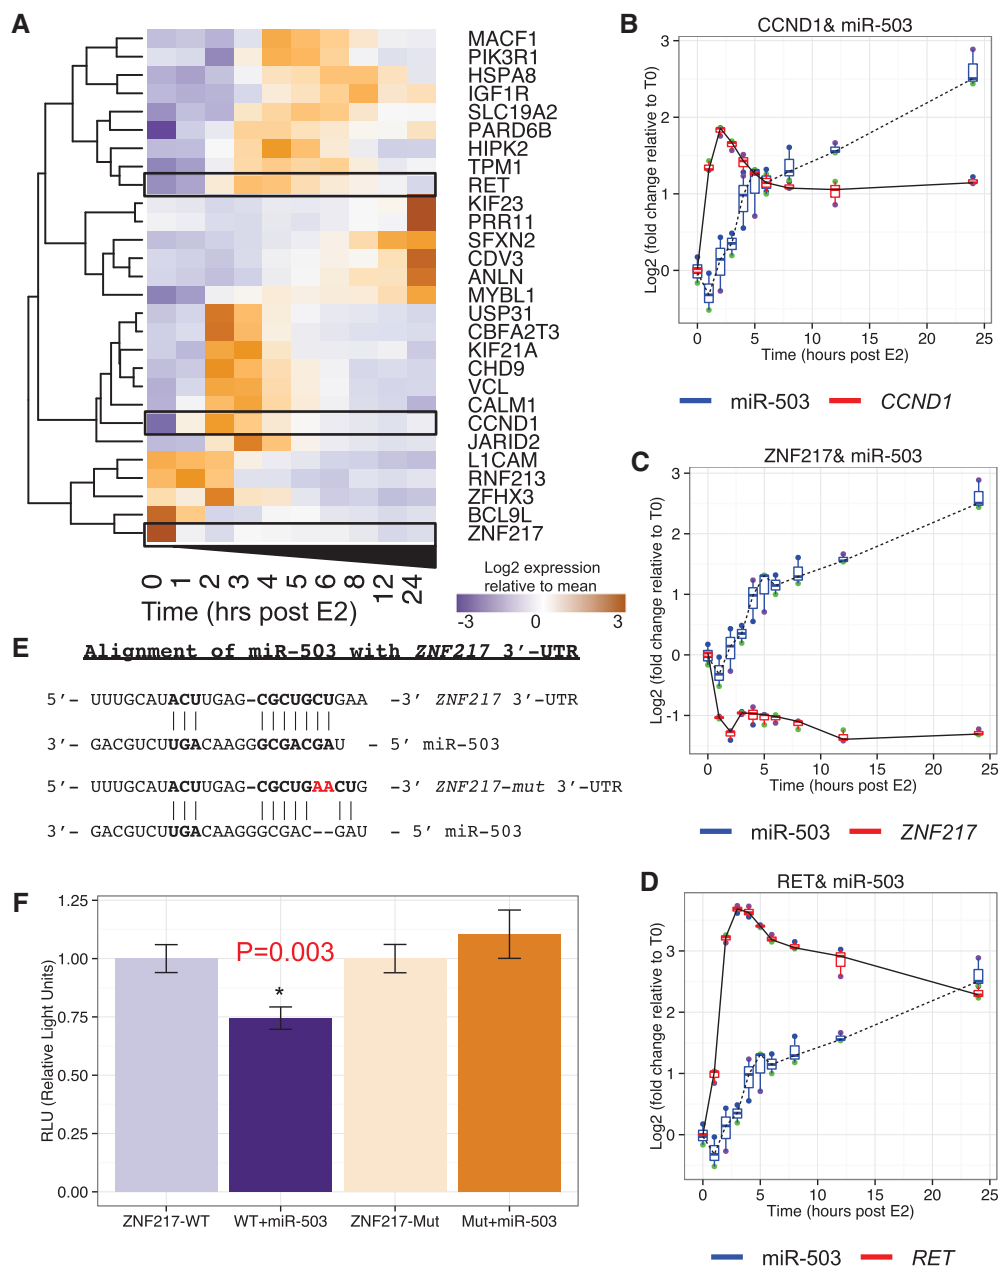 A
MACF1
PIK3R1
HSPA8
IGF1R
SLC19A2
PARD6B
HIPK2
TPM1
RET
KIF23
PRR11
SFXN2
CDV3
ANLN
MYBL1
USP31
CBFA2T3
KIF21A
CHD9
VCL
CALM1
CCND1
JARID2
L1CAM
RNF213
ZFHX3
BCL9L
ZNF217
0 1 2 3 4 5 6 8 12 24
Time (hrs post E2)
Log2 expression
relative to mean
-3 0 3
B
CCND1& miR-503
Log2 (fold change relative to T0)
3
2
1
0
0 5 10 15 20 25
Time (hours post E2)
miR-503 CCND1
C
ZNF217& miR-503
Log2 (fold change relative to T0)
3
2
1
0
-1
0 5 10 15 20 25
Time (hours post E2)
miR-503 ZNF217
D
RET& miR-503
Log2 (fold change relative to T0)
3
2
1
0
0 5 10 15 20 25
Time (hours post E2)
miR-503 RET
E
Alignment of miR-503 with ZNF217 3’-UTR
5’- UUUGCAUACUUGAG-CGCUGCUGAA -3’ ZNF217 3’-UTR
3’- GACGUCUUUGACAAGGGCGACGAU - 5’ miR-503
5’- UUUGCAUACUUGAG-CGCUGAACUG -3’ ZNF217-mut 3’-UTR
3’- GACGUCUUUGACAAGGGCGAC--GAU - 5’ miR-503
F
RLU (Relative Light Units)
1.25
1.00
0.75
0.50
0.25
0.00
P=0.003
*
ZNF217-WT WT+miR-503 ZNF217-Mut Mut+miR-503